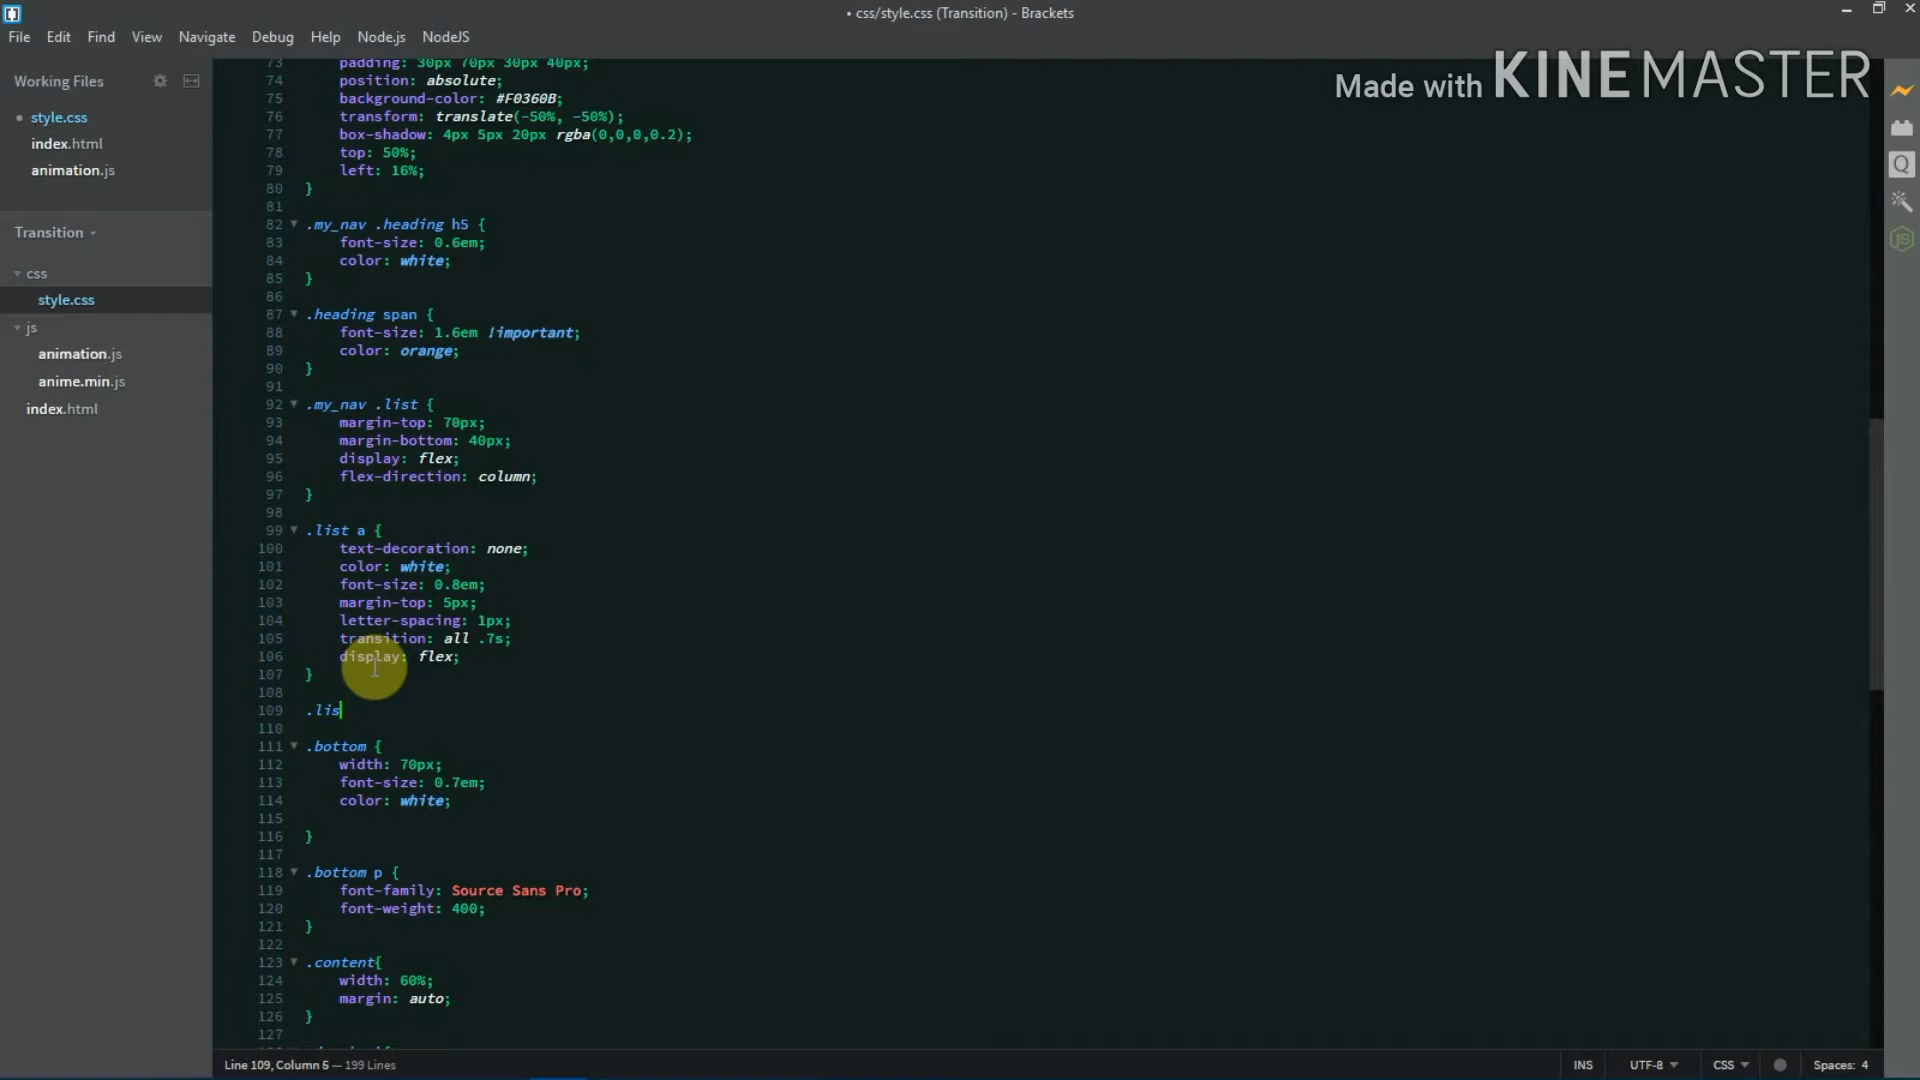 • css/style.css (Transition) - Brackets
File Edit Find View Navigate Debug Help Node.js NodeJS
Made with KINEMASTER
Working Files
style.css
index.html
animation.js
Transition
css
style.css
js
animation.js
anime.min.js
index.html
73 padding: 30px 70px 30px 40px;
74 position: absolute;
75 background-color: #F0360B;
76 transform: translate(-50%, -50%);
77 box-shadow: 4px 5px 20px rgba(0,0,0,0.2);
78 top: 50%;
79 left: 16%;
80 }
81
82 .my_nav .heading h5 {
83 font-size: 0.6em;
84 color: white;
85 }
86
87 .heading span {
88 font-size: 1.6em !important;
89 color: orange;
90 }
91
92 .my_nav .list {
93 margin-top: 70px;
94 margin-bottom: 40px;
95 display: flex;
96 flex-direction: column;
97 }
98
99 .list a {
100 text-decoration: none;
101 color: white;
102 font-size: 0.8em;
103 margin-top: 5px;
104 letter-spacing: 1px;
105 transition: all .7s;
106 display: flex;
107 }
108
109 .lis
110
111 .bottom {
112 width: 70px;
113 font-size: 0.7em;
114 color: white;
115
116 }
117
118 .bottom p {
119 font-family: Source Sans Pro;
120 font-weight: 400;
121 }
122
123 .content{
124 width: 60%;
125 margin: auto;
126 }
127
Line 109, Column 5 — 199 Lines
INS UTF-8 CSS Spaces: 4